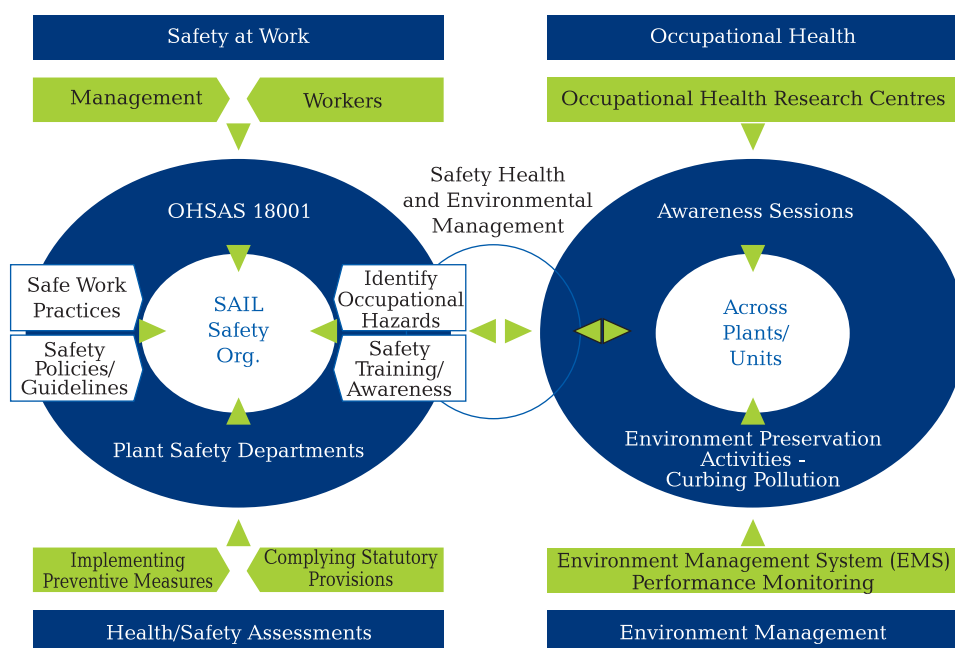 Safety at Work
Occupational Health
Management
Workers
Occupational Health Research Centres
Safety Health
and Environmental
Management
OHSAS 18001
Awareness Sessions
Safe Work
Practices
Identify
Occupational
Hazards
SAIL
Safety
Org.
Across
Plants/
Units
Safety
Policies/
Guidelines
Safety
Training/
Awareness
Plant Safety Departments
Environment Preservation
Activities -
Curbing Pollution
Implementing
Preventive Measures
Complying Statutory
Provisions
Environment Management System (EMS)
Performance Monitoring
Health/Safety Assessments
Environment Management